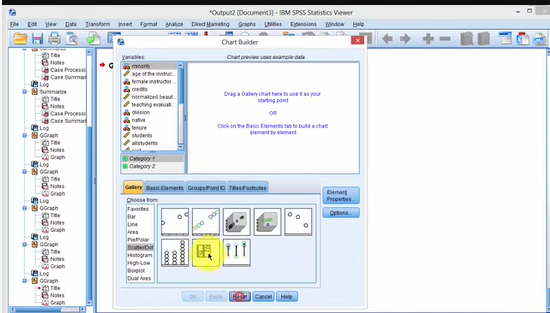 *Output2 [Document3] - IBM SPSS Statistics Viewer
File Edit View Data Transform Insert Format Analyze Direct Marketing Graphs Utilities Extensions Window Help
Title
Notes
Case Processi
Case Summar
Log
Summarize
Title
Notes
Case Processi
Case Summar
Log
GGraph
Title
Notes
Graph
Log
GGraph
Title
Notes
Graph
Log
GGraph
Title
Notes
Graph
Log
GGraph
Title
Notes
Graph
Chart Builder
Variables:
Chart preview uses example data
minority
age of the instruc...
female instructor ...
credits
normalized beaut...
teaching evaluati...
division
native
tenure
students
allstudents
Category 1
Category 2
Drag a Gallery chart here to use it as your
starting point
OR
Click on the Basic Elements tab to build a chart
element by element
Gallery Basic Elements Groups/Point ID Titles/Footnotes
Choose from:
Favorites
Bar
Line
Area
Pie/Polar
Scatter/Dot
Histogram
High-Low
Boxplot
Dual Axes
Element
Properties...
Options...
OK Paste Reset Cancel Help